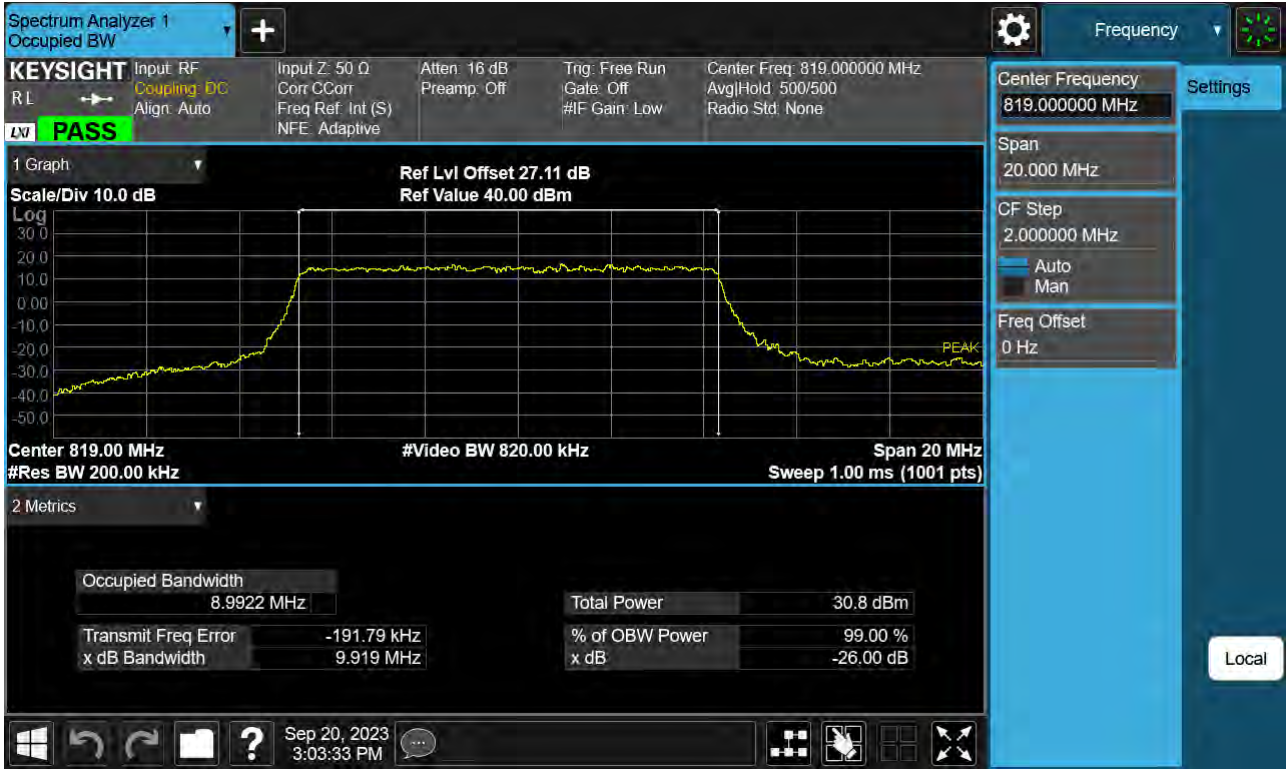 Spectrum Analyzer 1
Occupied BW
+
Frequency
KEYSIGHT
RL
LXI
PASS
Input: RF
Coupling: DC
Align: Auto
Input Z: 50 Ω
Corr CCorr
Freq Ref: Int (S)
NFE: Adaptive
Atten: 16 dB
Preamp: Off
Trig: Free Run
Gate: Off
#IF Gain: Low
Center Freq: 819.000000 MHz
Avg|Hold: 500/500
Radio Std: None
Center Frequency
819.000000 MHz
Settings
Span
20.000 MHz
CF Step
2.000000 MHz
Auto
Man
Freq Offset
0 Hz
1 Graph
Scale/Div 10.0 dB
Ref Lvl Offset 27.11 dB
Ref Value 40.00 dBm
Log
30.0
20.0
10.0
0.00
-10.0
-20.0
-30.0
-40.0
-50.0
PEAK
Center 819.00 MHz
#Video BW 820.00 kHz
Span 20 MHz
#Res BW 200.00 kHz
Sweep 1.00 ms (1001 pts)
2 Metrics
Occupied Bandwidth
8.9922 MHz
Total Power 30.8 dBm
Transmit Freq Error -191.79 kHz
% of OBW Power 99.00 %
x dB Bandwidth 9.919 MHz
x dB -26.00 dB
Local
?
Sep 20, 2023
3:03:33 PM